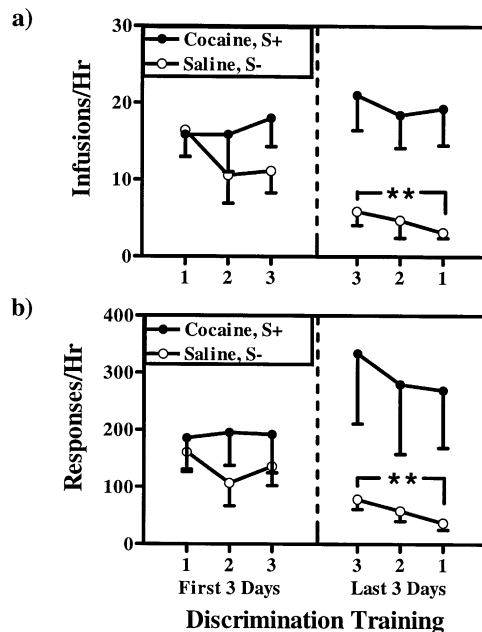 a)
Infusions/Hr
30
20
10
0
Cocaine, S+
Saline, S-
**
1 2 3
3 2 1
b)
Responses/Hr
400
300
200
100
0
Cocaine, S+
Saline, S-
**
1 2 3
3 2 1
First 3 Days
Last 3 Days
Discrimination Training